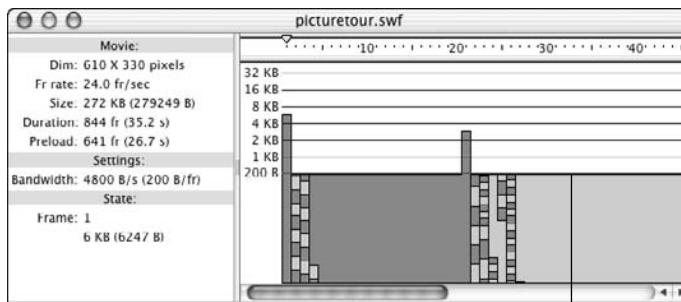 picturetour.swf
Movie:
Dim: 610 X 330 pixels
Fr rate: 24.0 fr/sec
Size: 272 KB (279249 B)
Duration: 844 fr (35.2 s)
Preload: 641 fr (26.7 s)
Settings:
Bandwidth: 4800 B/s (200 B/fr)
State:
Frame: 1
6 KB (6247 B)
10 20 30 40
32 KB
16 KB
8 KB
4 KB
2 KB
1 KB
200 B